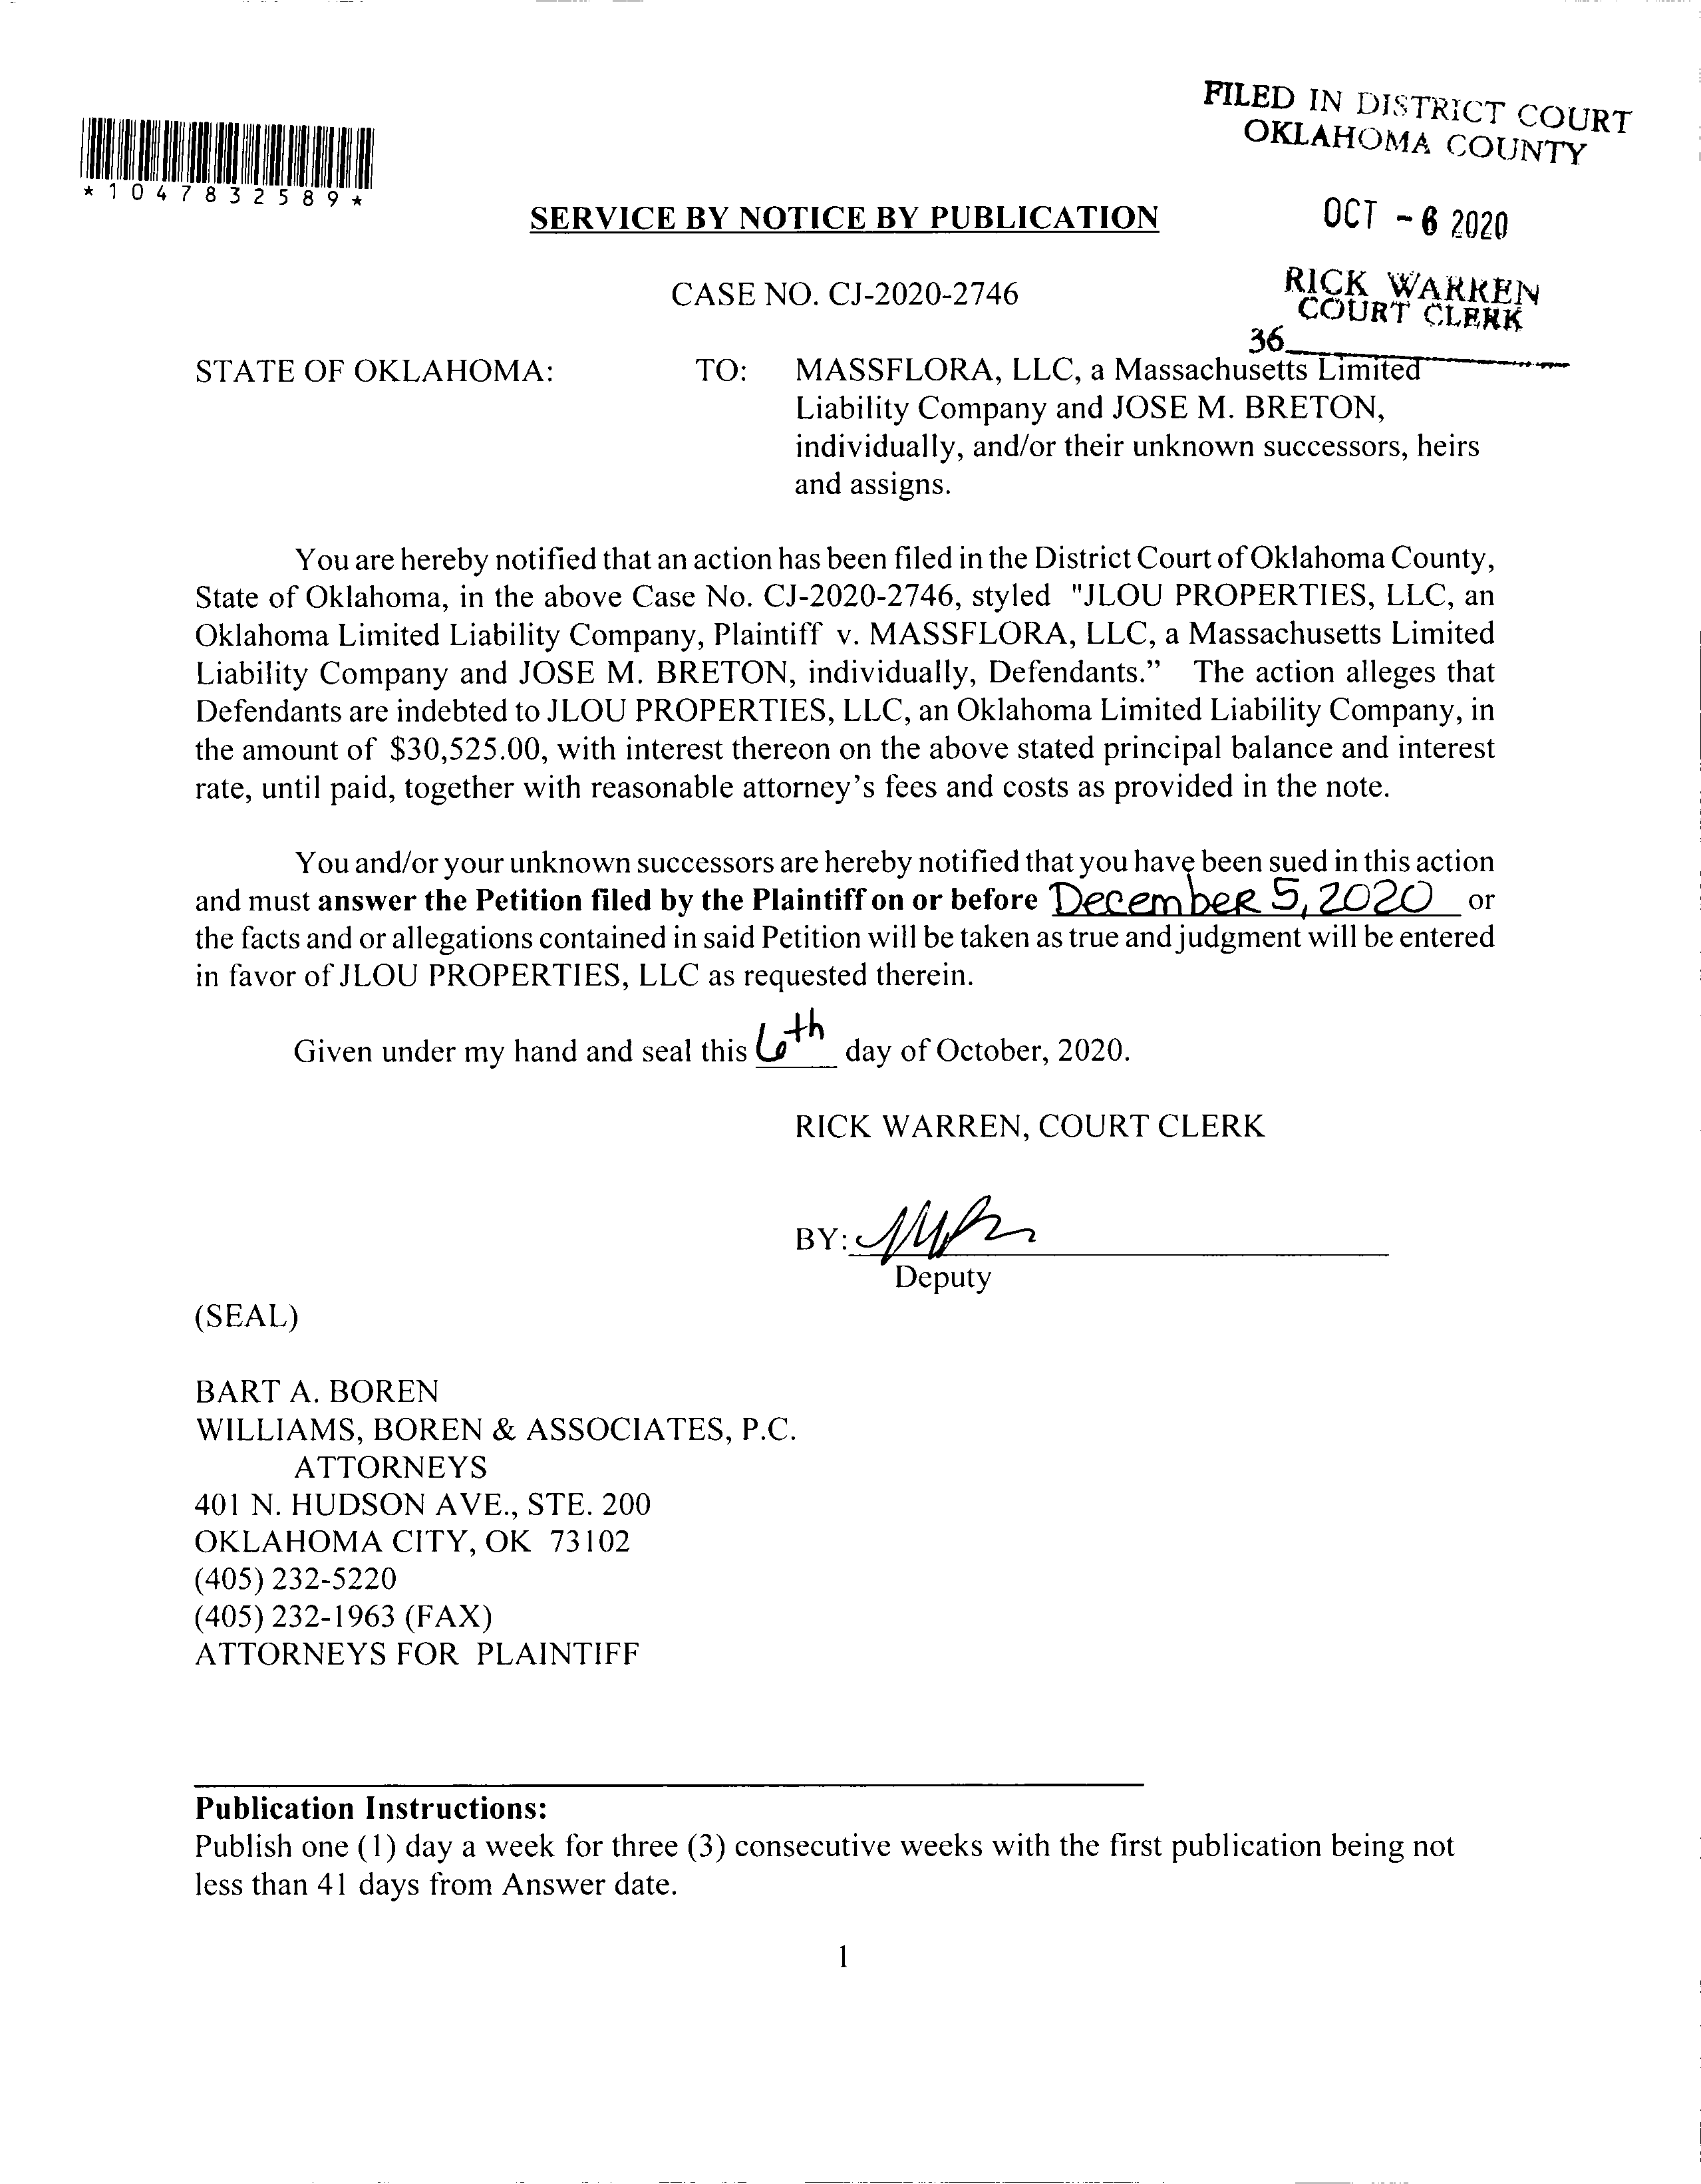 FILED IN DISTRICT COURT
OKLAHOMA COUNTY
*1047832589*
OCT - 6 2020
SERVICE BY NOTICE BY PUBLICATION
CASE NO. CJ-2020-2746
RICK WARREN
COURT CLERK
36
STATE OF OKLAHOMA: TO: MASSFLORA, LLC, a Massachusetts Limited
Liability Company and JOSE M. BRETON,
individually, and/or their unknown successors, heirs
and assigns.
You are hereby notified that an action has been filed in the District Court of Oklahoma County,
State of Oklahoma, in the above Case No. CJ-2020-2746, styled "JLOU PROPERTIES, LLC, an
Oklahoma Limited Liability Company, Plaintiff v. MASSFLORA, LLC, a Massachusetts Limited
Liability Company and JOSE M. BRETON, individually, Defendants.” The action alleges that
Defendants are indebted to JLOU PROPERTIES, LLC, an Oklahoma Limited Liability Company, in
the amount of $30,525.00, with interest thereon on the above stated principal balance and interest
rate, until paid, together with reasonable attorney’s fees and costs as provided in the note.
You and/or your unknown successors are hereby notified that you have been sued in this action
and must answer the Petition filed by the Plaintiff on or before December 5, 2020 or
the facts and or allegations contained in said Petition will be taken as true and judgment will be entered
in favor of JLOU PROPERTIES, LLC as requested therein.
Given under my hand and seal this 6th day of October, 2020.
RICK WARREN, COURT CLERK
BY:
Deputy
(SEAL)
BART A. BOREN
WILLIAMS, BOREN & ASSOCIATES, P.C.
ATTORNEYS
401 N. HUDSON AVE., STE. 200
OKLAHOMA CITY, OK 73102
(405) 232-5220
(405) 232-1963 (FAX)
ATTORNEYS FOR PLAINTIFF
Publication Instructions:
Publish one (1) day a week for three (3) consecutive weeks with the first publication being not
less than 41 days from Answer date.
1